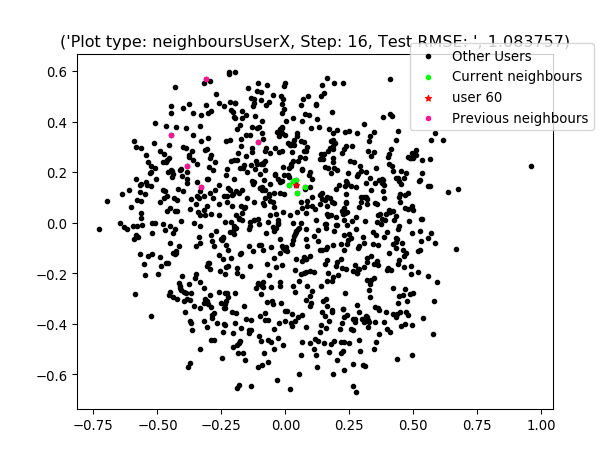 ('Plot type: neighboursUserX, Step: 16, Test RMSE: ', 1.083757)
Other Users
Current neighbours
user 60
Previous neighbours
0.6
0.4
0.2
0.0
−0.2
−0.4
−0.6
−0.75 −0.50 −0.25 0.00 0.25 0.50 0.75 1.00